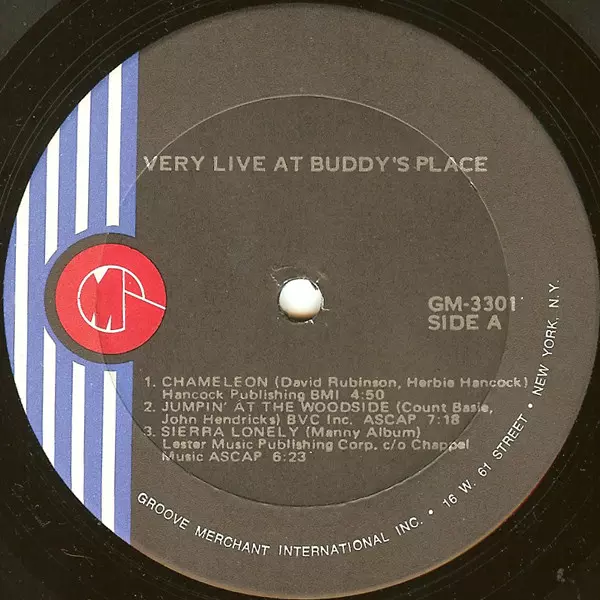 VERY LIVE AT BUDDY'S PLACE
GM-3301
SIDE A
1. CHAMELEON (David Rubinson, Herbie Hancock)
Hancock Publishing BMI 4:50
2. JUMPIN' AT THE WOODSIDE (Count Basie,
John Hendricks) BVC Inc. ASCAP 7:18
3. SIERRA LONELY (Manny Album)
Lester Music Publishing Corp. c/o Chappel
Music ASCAP 6:23
GROOVE MERCHANT INTERNATIONAL INC. • 16 W. 61 STREET • NEW YORK, N.Y.